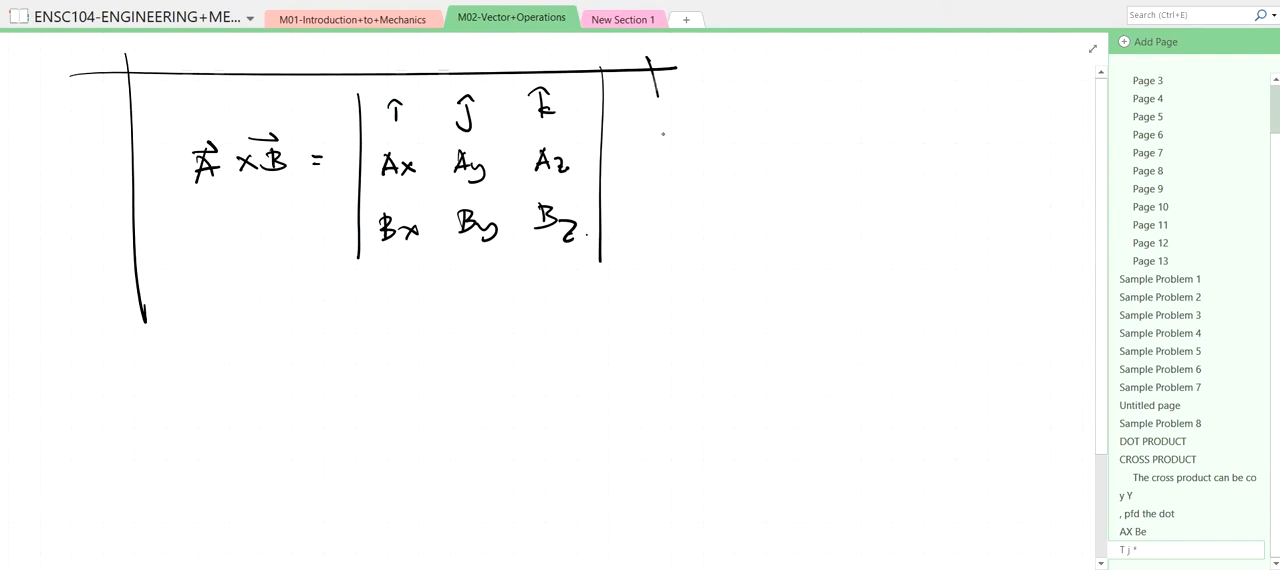 ENSC104-ENGINEERING+ME...
M01-Introduction+to+Mechanics
M02-Vector+Operations
New Section 1
+
Search (Ctrl+E)
Add Page
î ĵ k̂
A⃗ × B⃗ =
Ax Ay Az
Bx By Bz.
Page 3
Page 4
Page 5
Page 6
Page 7
Page 8
Page 9
Page 10
Page 11
Page 12
Page 13
Sample Problem 1
Sample Problem 2
Sample Problem 3
Sample Problem 4
Sample Problem 5
Sample Problem 6
Sample Problem 7
Untitled page
Sample Problem 8
DOT PRODUCT
CROSS PRODUCT
The cross product can be co
y Y
, pfd the dot
AX Be
T j *